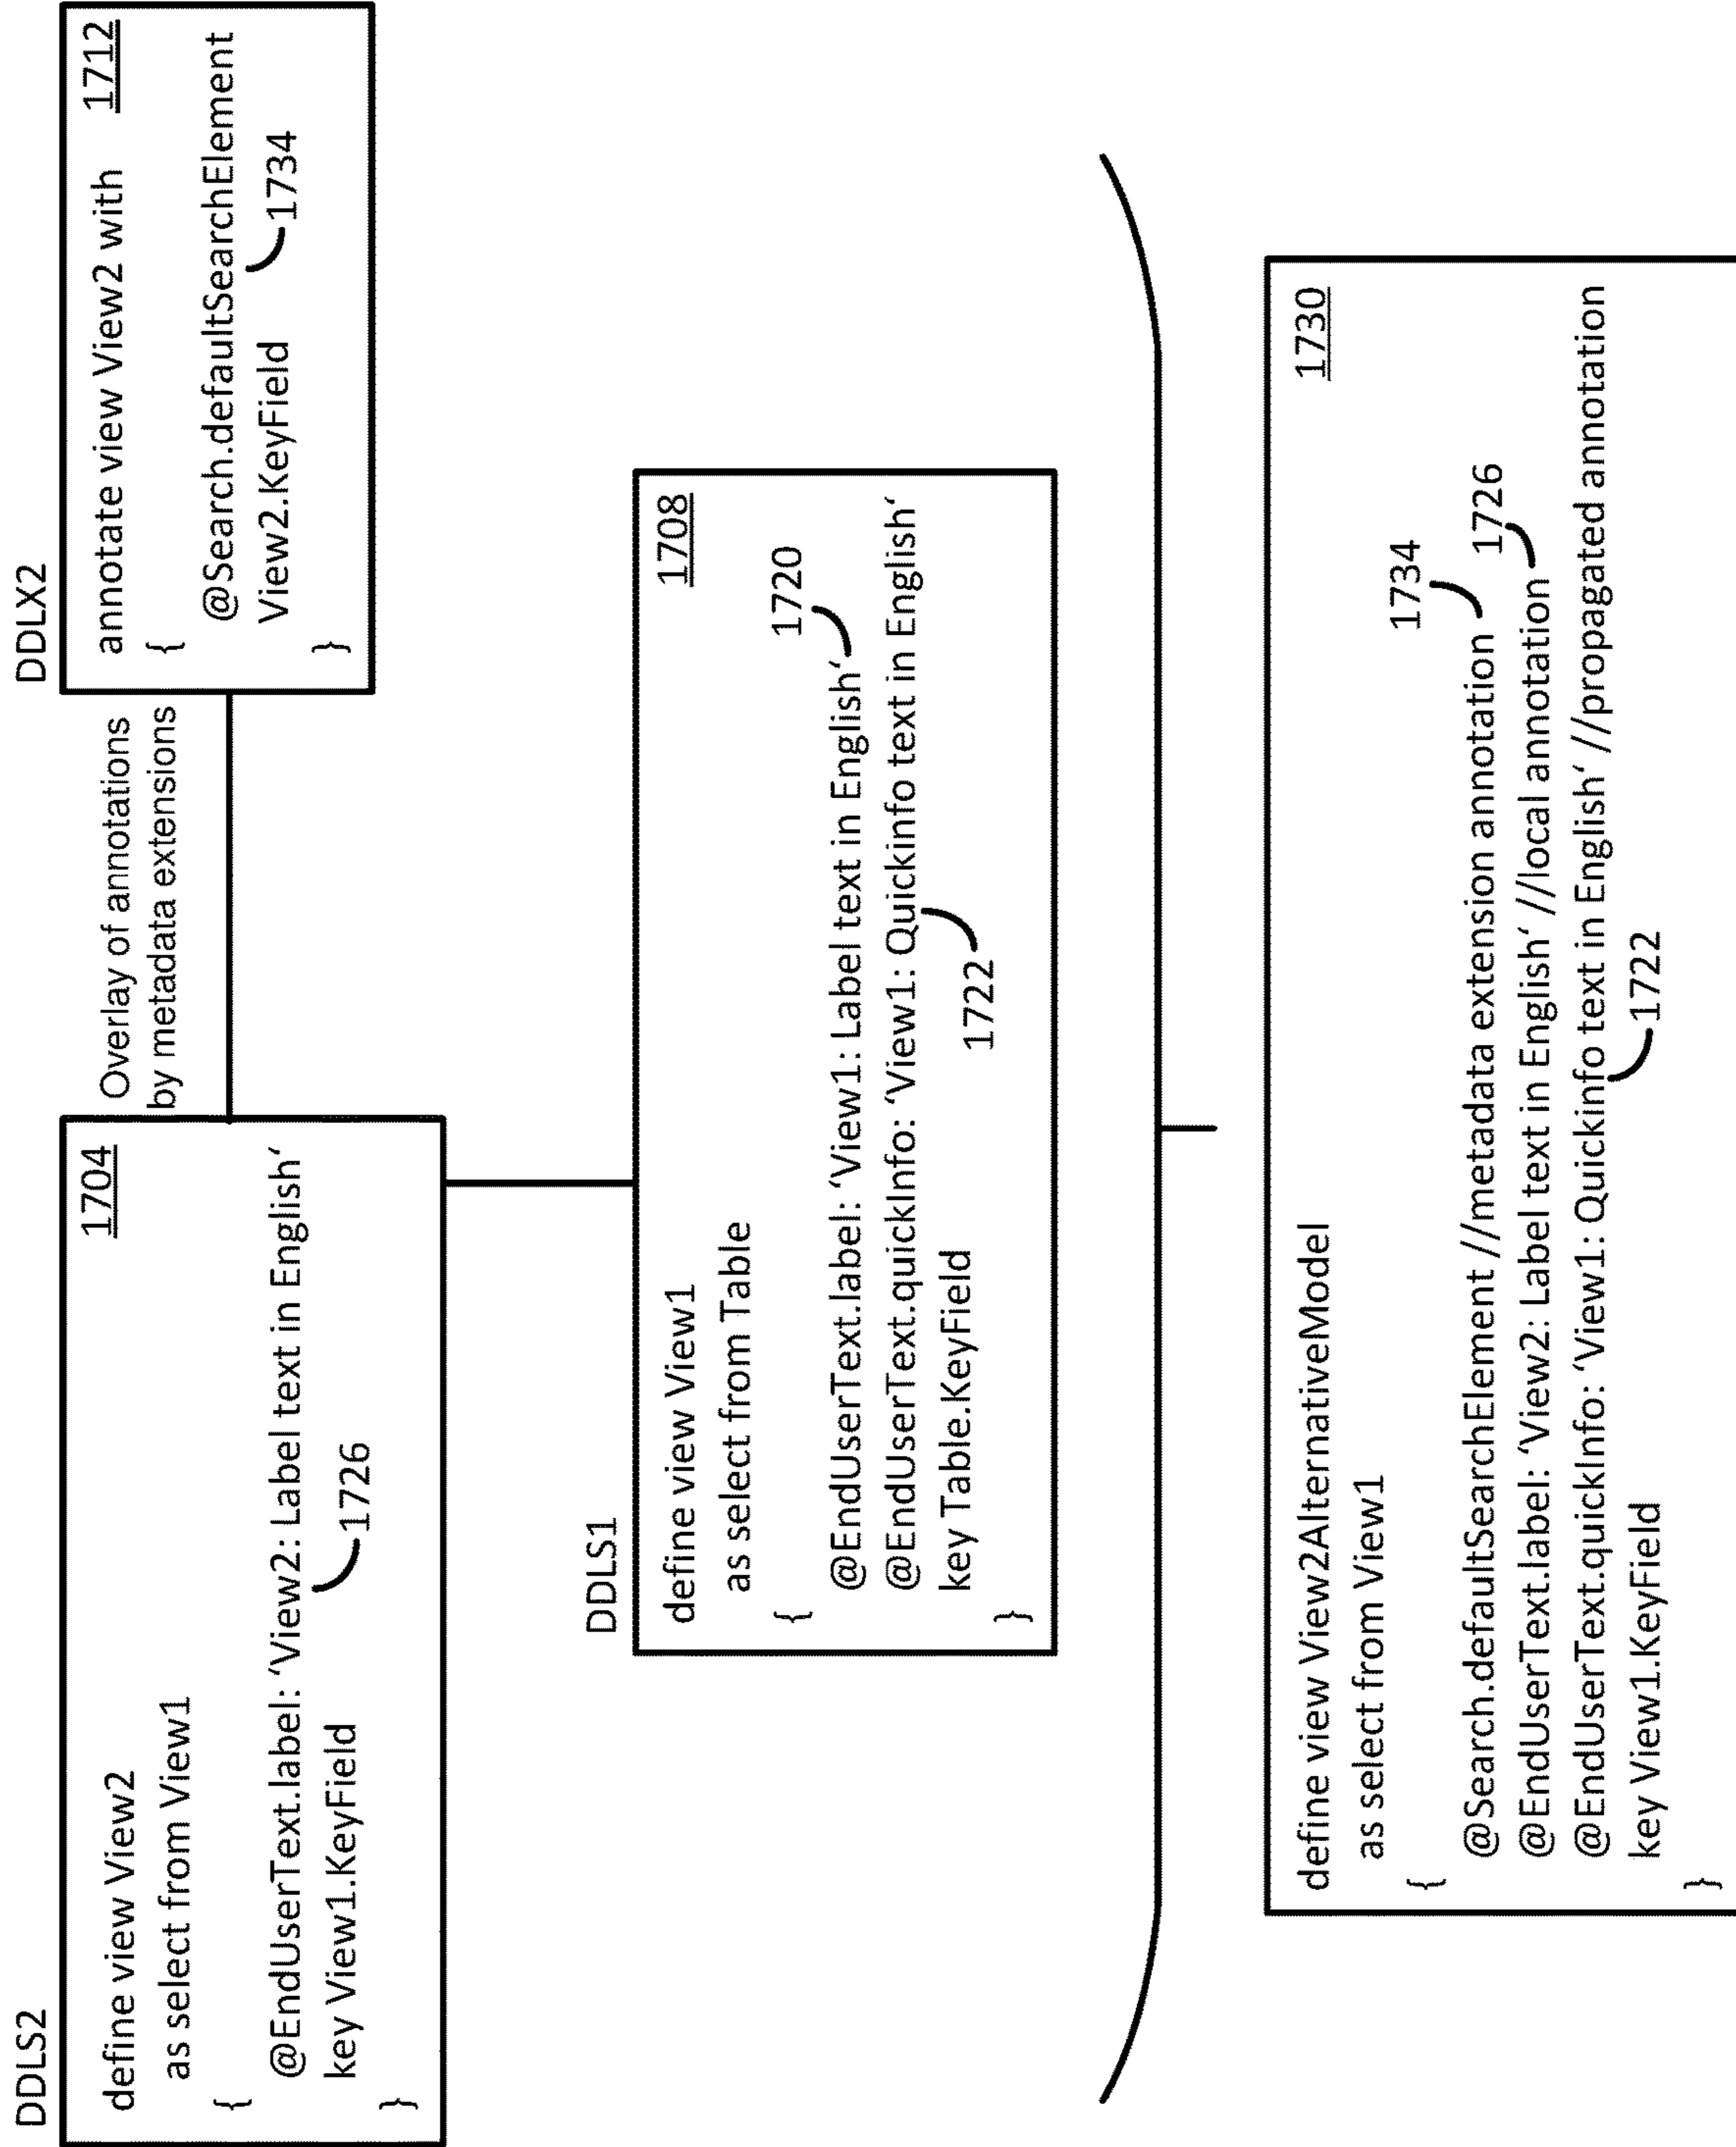 DDLS2
define view View2 1704
as select from View1
{
@EndUserText.label: ‘View2: Label text in English‘
1726
key View1.KeyField
}
Overlay of annotations
by metadata extensions
DDLX2
annotate view View2 with 1712
{
@Search.defaultSearchElement
1734
View2.KeyField
}
DDLS1
define view View1 1708
as select from Table
{
1720
@EndUserText.label: ‘View1: Label text in English‘
@EndUserText.quickInfo: ‘View1: Quickinfo text in English‘
key Table.KeyField
1722
}
define view View2AlternativeModel 1730
as select from View1
{
1734
@Search.defaultSearchElement //metadata extension annotation
1726
@EndUserText.label: ‘View2: Label text in English‘ //local annotation
@EndUserText.quickInfo: ‘View1: Quickinfo text in English‘ //propagated annotation
key View1.KeyField
1722
}